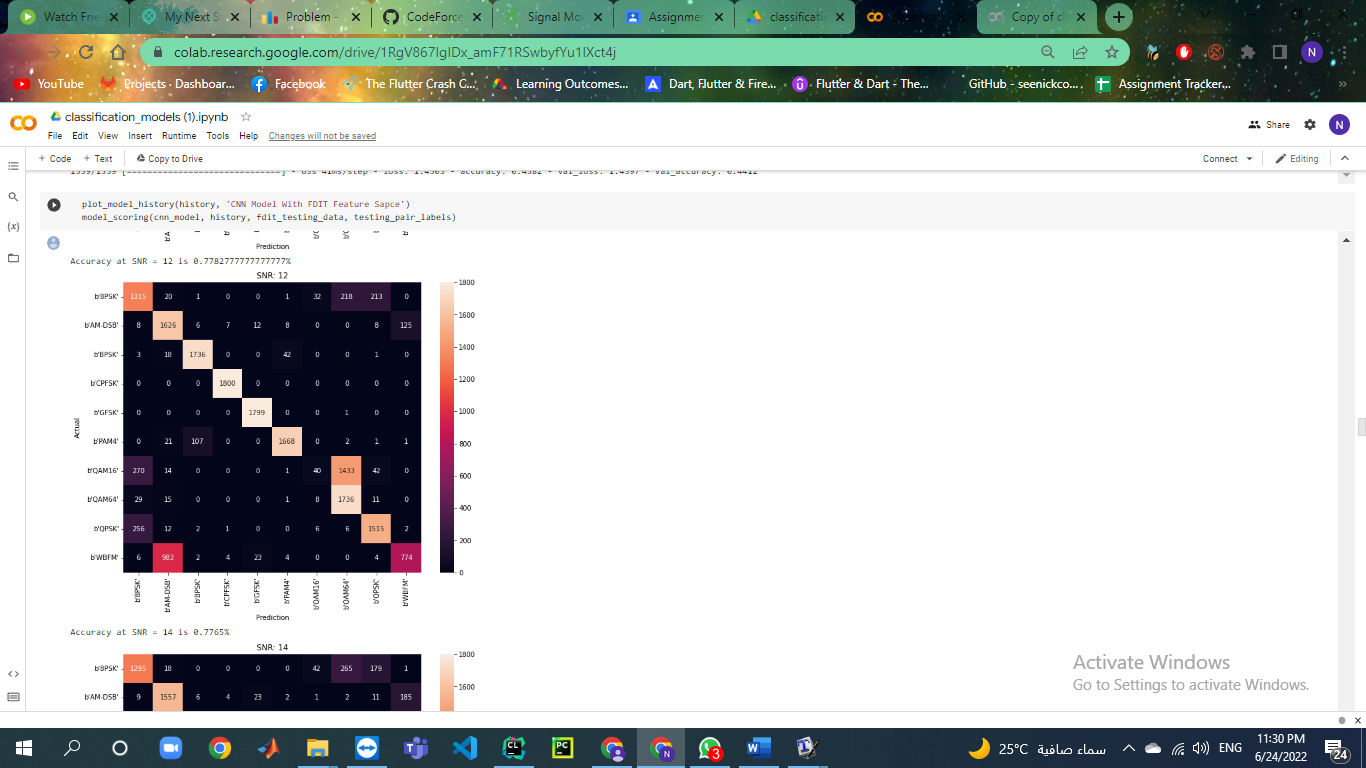 Watch Frie
My Next S
Problem -
CodeForce
Signal Mo
Assignmer
classificatic
Copy of cl
colab.research.google.com/drive/1RgV867IgIDx_amF71RSwbyfYu1IXct4j
N
YouTube
Projects · Dashboar...
Facebook
The Flutter Crash C...
Learning Outcomes...
Dart, Flutter & Fire...
Flutter & Dart - The...
GitHub - seenickco...
Assignment Tracker...
»
classification_models (1).ipynb
File Edit View Insert Runtime Tools Help Changes will not be saved
Share
N
+ Code + Text Copy to Drive
Connect
Editing
plot_model_history(history, 'CNN Model With FDIT Feature Sapce')
model_scoring(cnn_model, history, fdit_testing_data, testing_pair_labels)
Prediction
Accuracy at SNR = 12 is 0.7782777777777777%
SNR: 12
b'8PSK' 1315 20 1 0 0 1 32 218 213 0
b'AM-DSB' 8 1626 6 7 12 8 0 0 8 125
b'BPSK' 3 18 1736 0 0 42 0 0 1 0
b'CPFSK' 0 0 0 1800 0 0 0 0 0 0
b'GFSK' 0 0 0 0 1799 0 0 1 0 0
b'PAM4' 0 21 107 0 0 1668 0 2 1 1
b'QAM16' 270 14 0 0 0 1 40 1433 42 0
b'QAM64' 29 15 0 0 0 1 8 1736 11 0
b'QPSK' 256 12 2 1 0 0 6 6 1515 2
b'WBFM' 6 983 2 4 23 4 0 0 4 774
Actual
b'8PSK' b'AM-DSB' b'BPSK' b'CPFSK' b'GFSK' b'PAM4' b'QAM16' b'QAM64' b'QPSK' b'WBFM'
Prediction
1800
1600
1400
1200
1000
800
600
400
200
0
Accuracy at SNR = 14 is 0.7765%
SNR: 14
b'8PSK' 1295 18 0 0 0 0 42 265 179 1
b'AM-DSB' 9 1557 6 4 23 2 1 2 11 185
1800
1600
Activate Windows
Go to Settings to activate Windows.
25°C سماء صافية
ENG
11:30 PM
6/24/2022
3
24